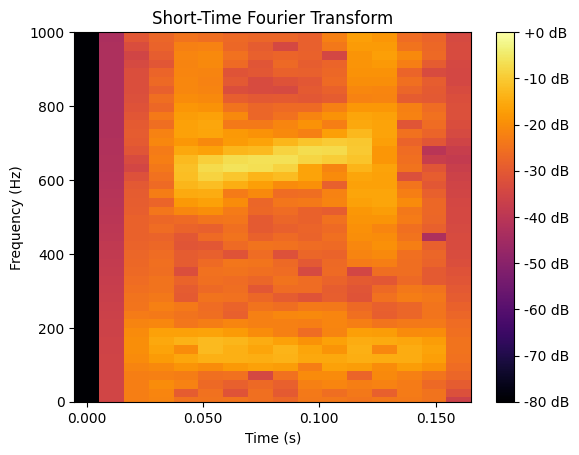 Short-Time Fourier Transform
1000
800
600
400
200
0
Frequency (Hz)
0.000
0.050
0.100
0.150
Time (s)
+0 dB
-10 dB
-20 dB
-30 dB
-40 dB
-50 dB
-60 dB
-70 dB
-80 dB